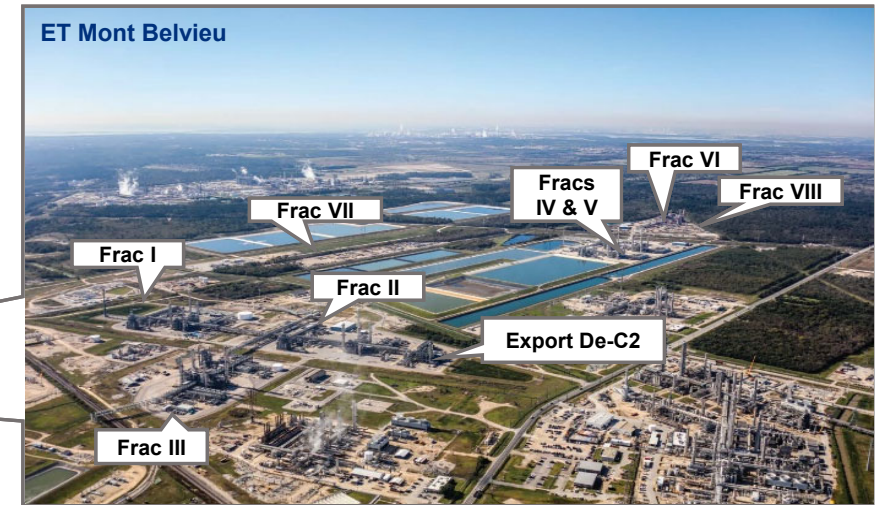 ET Mont Belvieu
Frac VI
Fracs
IV & V
Frac VIII
Frac VII
Frac I
Frac II
Export De-C2
Frac III